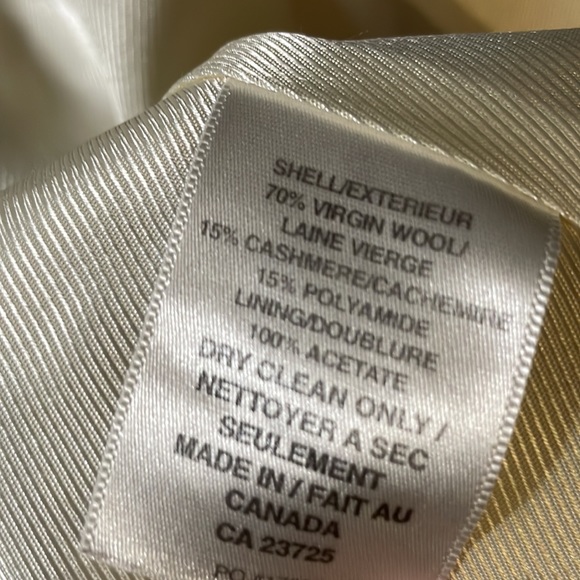 SHELL/EXTERIEUR
70% VIRGIN WOOL/
LAINE VIERGE
15% CASHMERE/CACHEMIRE
15% POLYAMIDE
LINING/DOUBLURE
100% ACETATE
DRY CLEAN ONLY /
NETTOYER A SEC
SEULEMENT
MADE IN / FAIT AU
CANADA
CA 23725